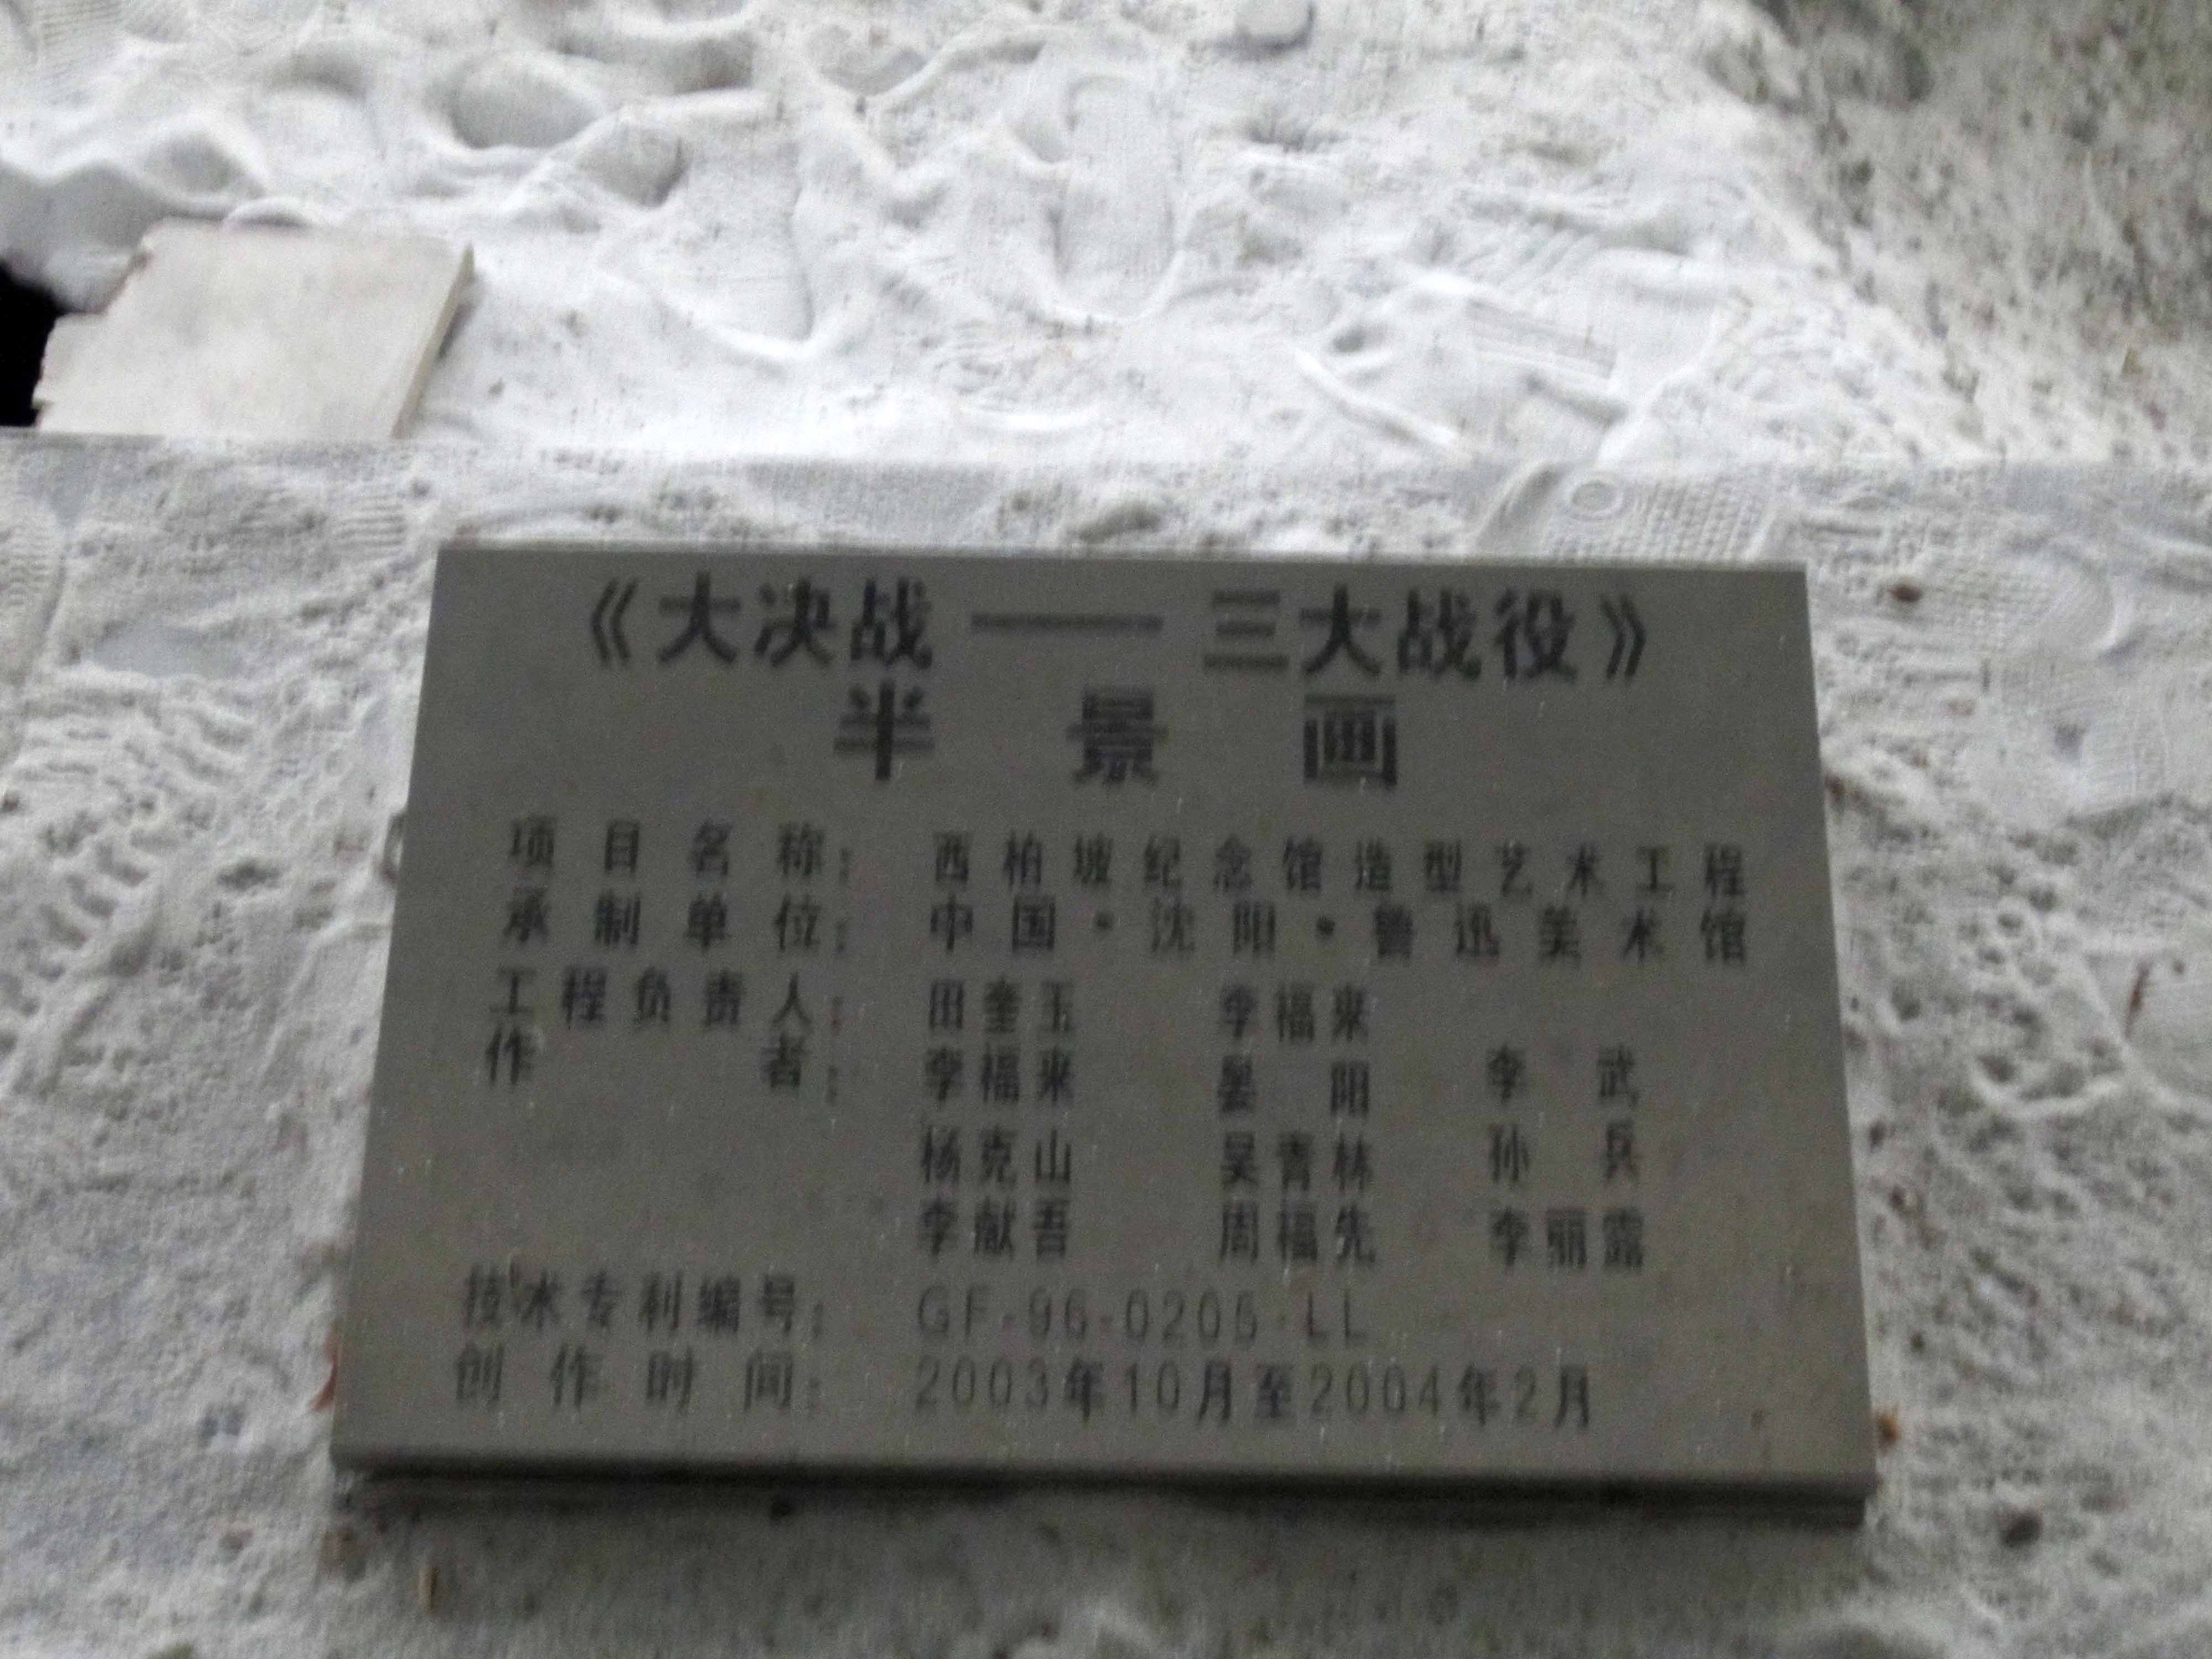 《大决战——三大战役》
半景画
项目名称：西柏坡纪念馆造型艺术工程
承制单位：中国·沈阳·鲁迅美术馆
工程负责人：田奎玉 李福来
作者：李福来 晏阳 李武
杨克山 吴青林 孙兵
李献吾 周福先 李丽露
技术专利编号：GF-96-0205-LL
创作时间：2003年10月至2004年2月